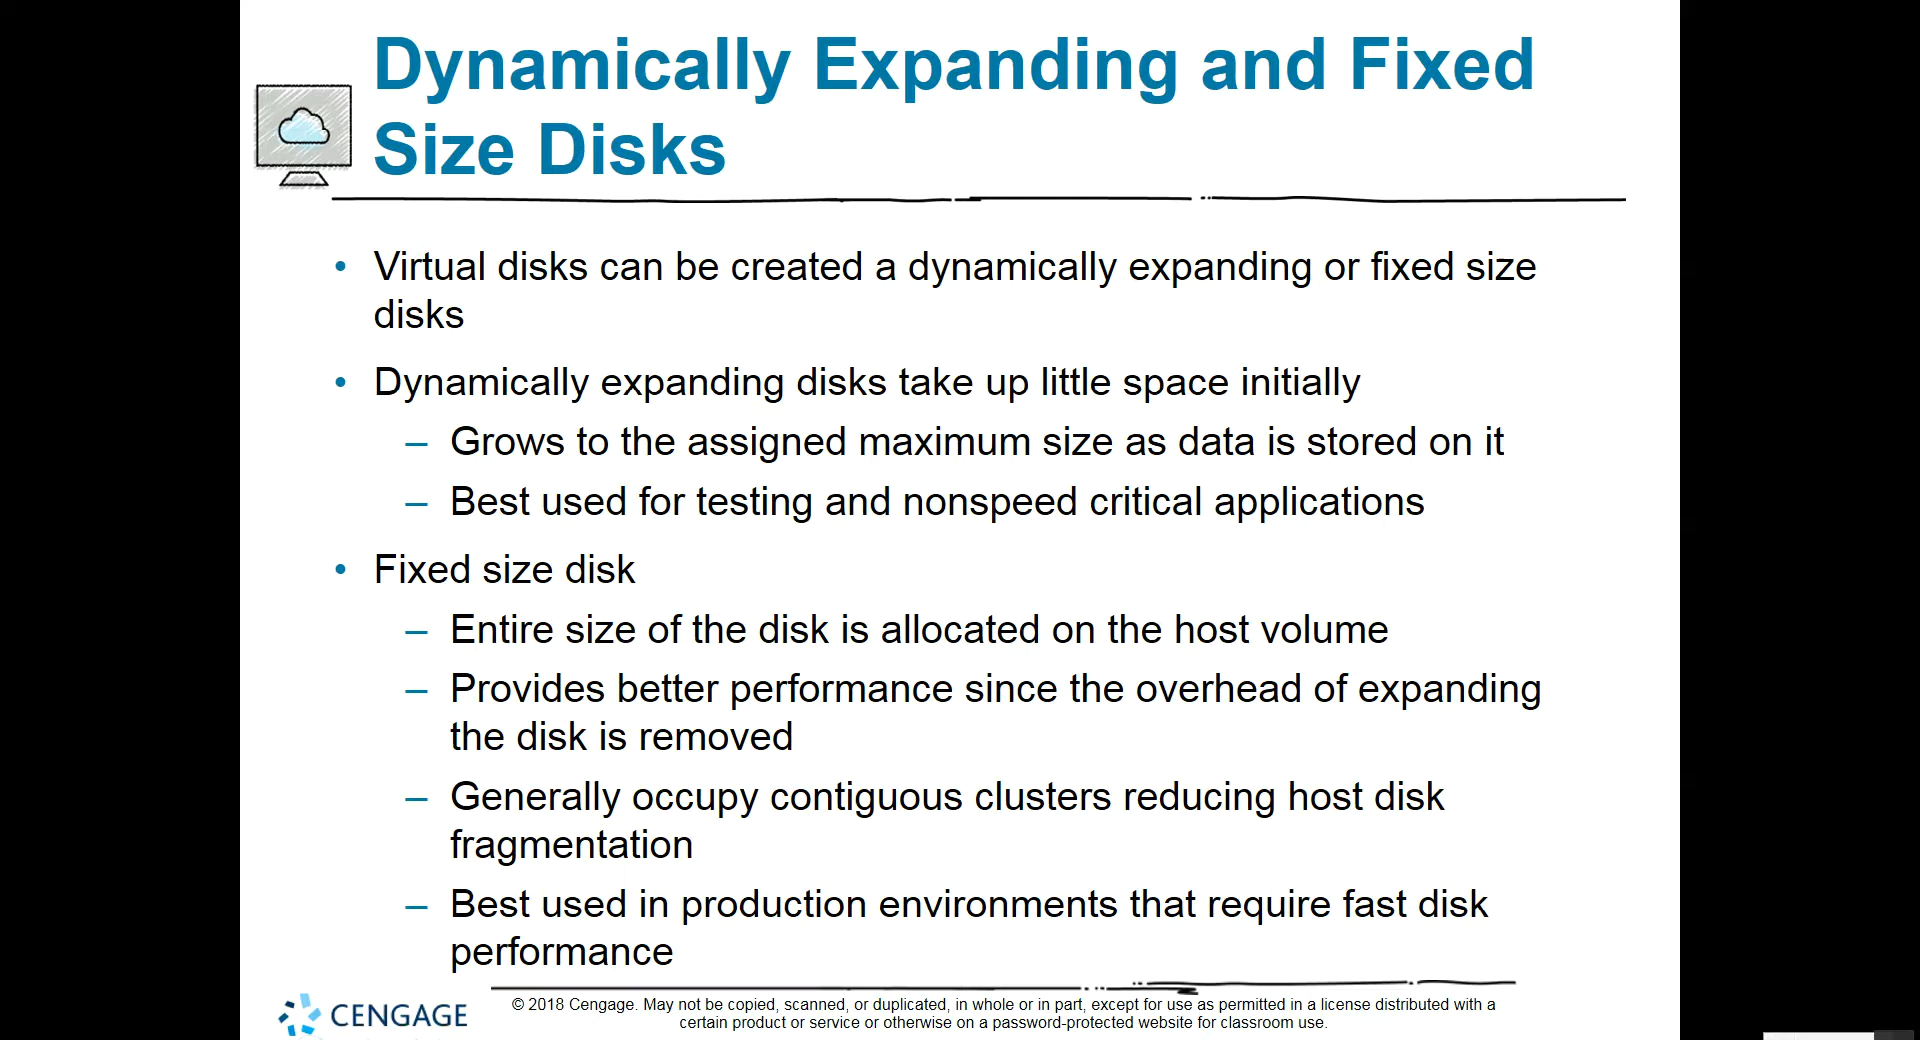 Dynamically Expanding and Fixed
Size Disks
• Virtual disks can be created a dynamically expanding or fixed size
disks
• Dynamically expanding disks take up little space initially
– Grows to the assigned maximum size as data is stored on it
– Best used for testing and nonspeed critical applications
• Fixed size disk
– Entire size of the disk is allocated on the host volume
– Provides better performance since the overhead of expanding
the disk is removed
– Generally occupy contiguous clusters reducing host disk
fragmentation
– Best used in production environments that require fast disk
performance
CENGAGE
© 2018 Cengage. May not be copied, scanned, or duplicated, in whole or in part, except for use as permitted in a license distributed with a
certain product or service or otherwise on a password-protected website for classroom use.